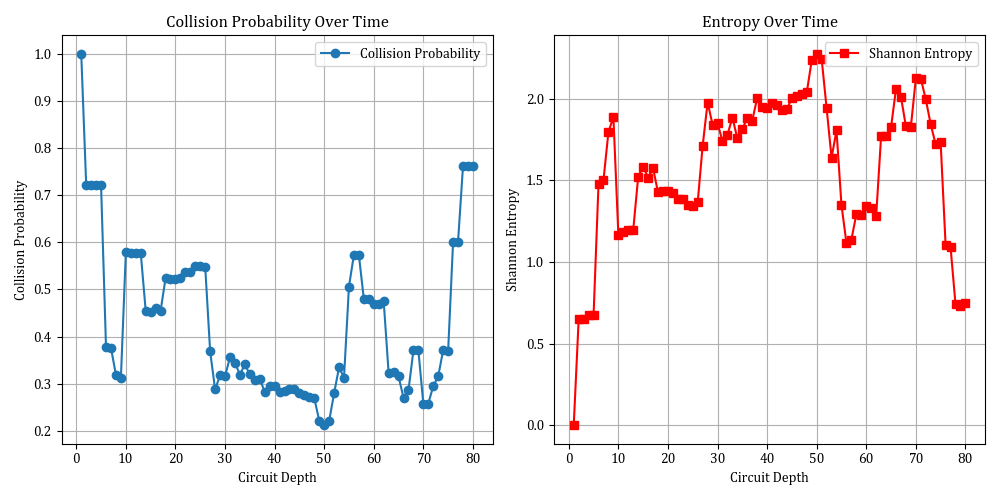 Collision Probability Over Time
Collision Probability
1.0
0.9
0.8
0.7
0.6
0.5
0.4
0.3
0.2
Collision Probability
0 10 20 30 40 50 60 70 80
Circuit Depth
Entropy Over Time
Shannon Entropy
2.0
1.5
1.0
0.5
0.0
Shannon Entropy
0 10 20 30 40 50 60 70 80
Circuit Depth